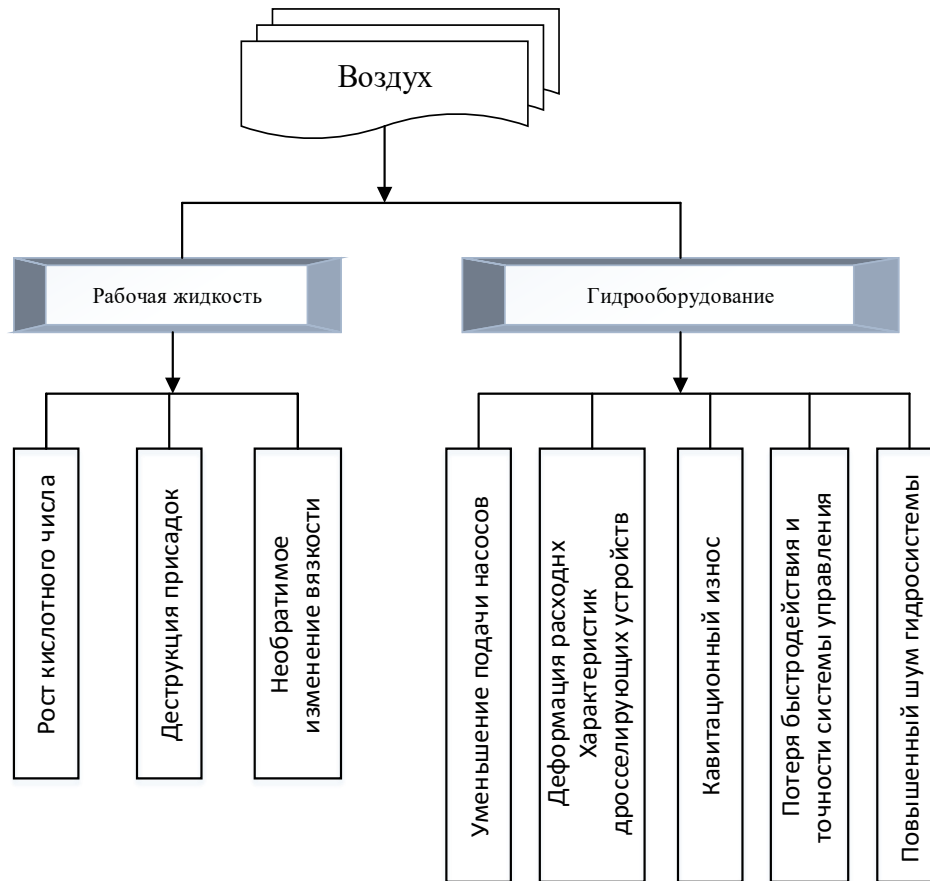 Воздух
Рабочая жидкость
Гидрооборудование
Рост кислотного числа
Деструкция присадок
Необратимое
изменение вязкости
Уменьшение подачи насосов
Деформация расходнх
Характеристик
дросселирующих устройств
Кавитационный износ
Потеря быстродействия и
точности системы управления
Повышенный шум гидросистемы